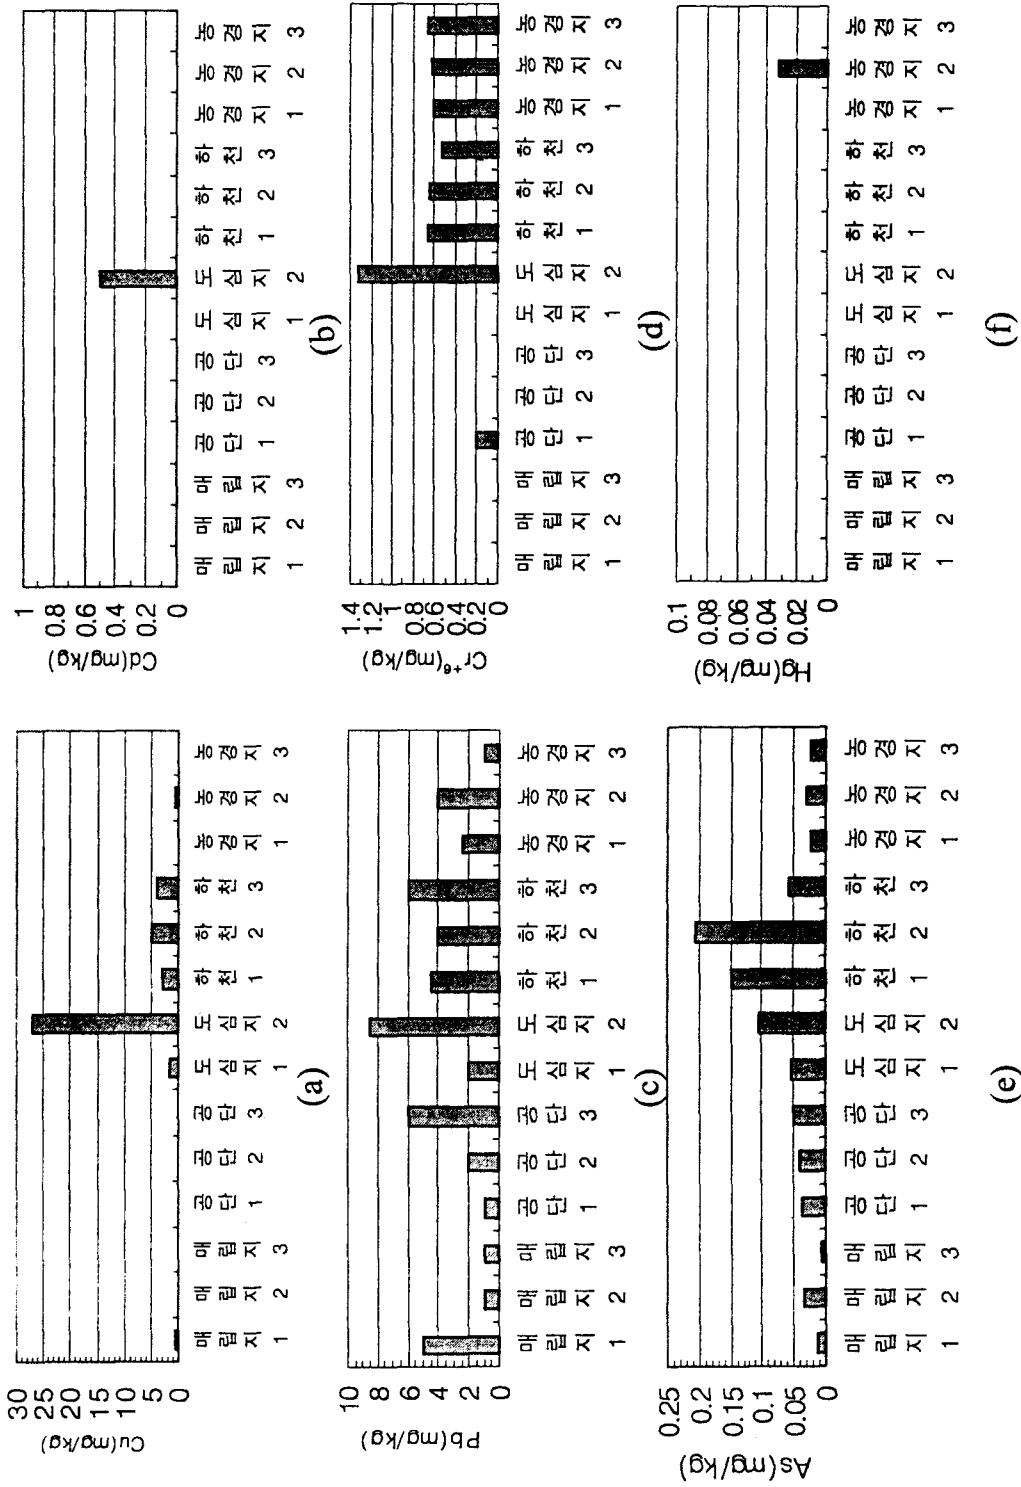 Cu(mg/kg)
30
25
20
15
10
5
0
매립지 1
매립지 2
매립지 3
공단 1
공단 2
공단 3
도심지 1
도심지 2
하천 1
하천 2
하천 3
농경지 1
농경지 2
농경지 3
(a)
Cd(mg/kg)
1
0.8
0.6
0.4
0.2
0
매립지 1
매립지 2
매립지 3
공단 1
공단 2
공단 3
도심지 1
도심지 2
하천 1
하천 2
하천 3
농경지 1
농경지 2
농경지 3
(b)
Pb(mg/kg)
10
8
6
4
2
0
매립지 1
매립지 2
매립지 3
공단 1
공단 2
공단 3
도심지 1
도심지 2
하천 1
하천 2
하천 3
농경지 1
농경지 2
농경지 3
(c)
Cr⁺⁶(mg/kg)
1.4
1.2
1
0.8
0.6
0.4
0.2
0
매립지 1
매립지 2
매립지 3
공단 1
공단 2
공단 3
도심지 1
도심지 2
하천 1
하천 2
하천 3
농경지 1
농경지 2
농경지 3
(d)
As(mg/kg)
0.25
0.2
0.15
0.1
0.05
0
매립지 1
매립지 2
매립지 3
공단 1
공단 2
공단 3
도심지 1
도심지 2
하천 1
하천 2
하천 3
농경지 1
농경지 2
농경지 3
(e)
Hg(mg/kg)
0.1
0.08
0.06
0.04
0.02
0
매립지 1
매립지 2
매립지 3
공단 1
공단 2
공단 3
도심지 1
도심지 2
하천 1
하천 2
하천 3
농경지 1
농경지 2
농경지 3
(f)